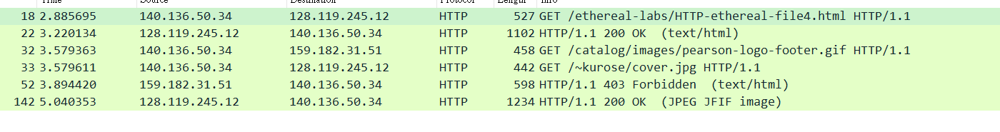 Time Source Destination Protocol Length Info
18 2.885695 140.136.50.34 128.119.245.12 HTTP 527 GET /ethereal-labs/HTTP-ethereal-file4.html HTTP/1.1
22 3.220134 128.119.245.12 140.136.50.34 HTTP 1102 HTTP/1.1 200 OK (text/html)
32 3.579363 140.136.50.34 159.182.31.51 HTTP 458 GET /catalog/images/pearson-logo-footer.gif HTTP/1.1
33 3.579611 140.136.50.34 128.119.245.12 HTTP 442 GET /~kurose/cover.jpg HTTP/1.1
52 3.894420 159.182.31.51 140.136.50.34 HTTP 598 HTTP/1.1 403 Forbidden (text/html)
142 5.040353 128.119.245.12 140.136.50.34 HTTP 1234 HTTP/1.1 200 OK (JPEG JFIF image)